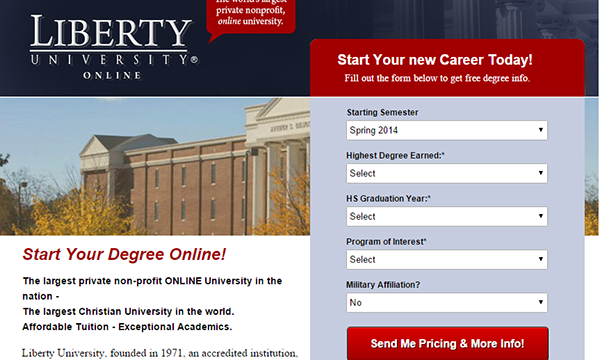 The world's largest
private nonprofit,
online university.
LIBERTY
UNIVERSITY®
ONLINE
Start Your new Career Today!
Fill out the form below to get free degree info.
Starting Semester
Spring 2014
Highest Degree Earned:*
Select
HS Graduation Year:*
Select
Program of Interest*
Select
Military Affiliation?
No
Send Me Pricing & More Info!
Start Your Degree Online!
The largest private non-profit ONLINE University in the
nation -
The largest Christian University in the world.
Affordable Tuition - Exceptional Academics.
Liberty University, founded in 1971, an accredited institution,